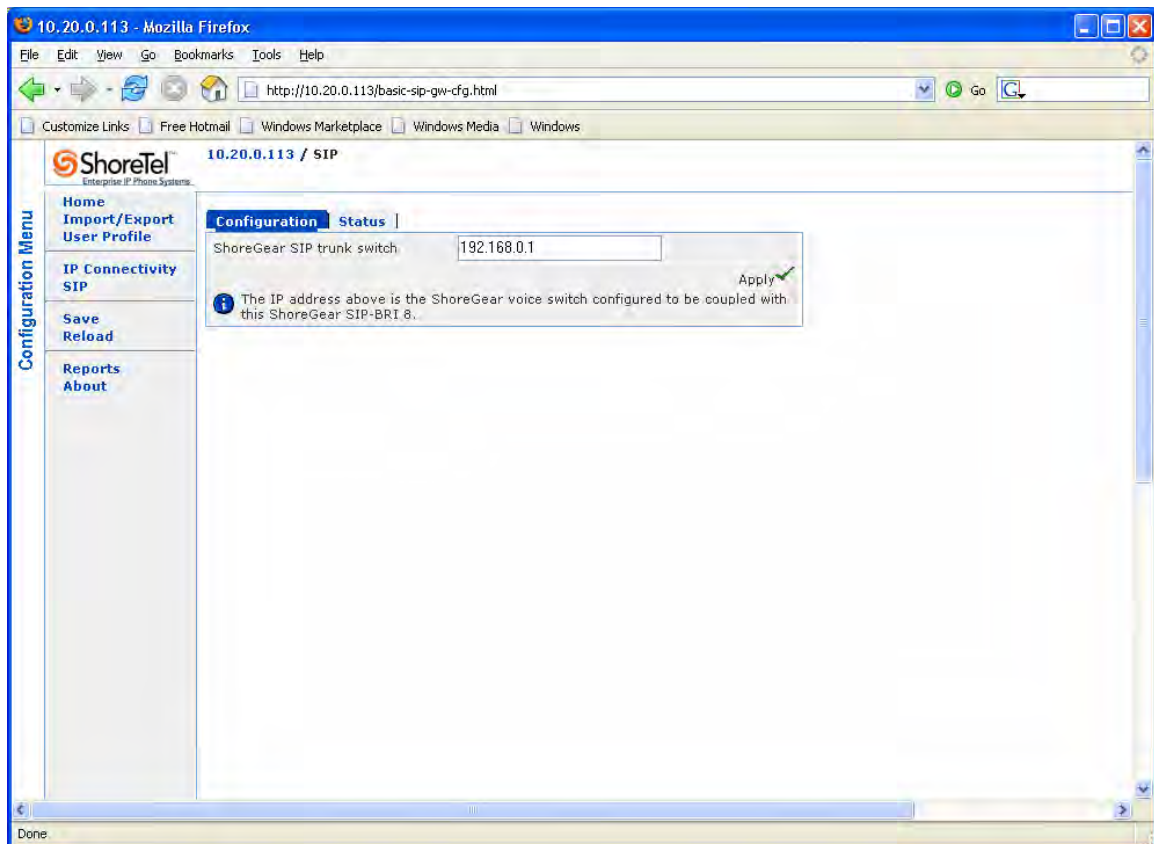 10.20.0.113 - Mozilla Firefox
File Edit View Go Bookmarks Tools Help
http://10.20.0.113/basic-sip-gw-cfg.html
Go
G
Customize Links Free Hotmail Windows Marketplace Windows Media Windows
ShoreTel™
Enterprise IP Phone Systems
10.20.0.113 / SIP
Configuration Menu
Home
Import/Export
User Profile
IP Connectivity
SIP
Save
Reload
Reports
About
Configuration Status |
ShoreGear SIP trunk switch 192.168.0.1
Apply
The IP address above is the ShoreGear voice switch configured to be coupled with
this ShoreGear SIP-BRI 8.
Done